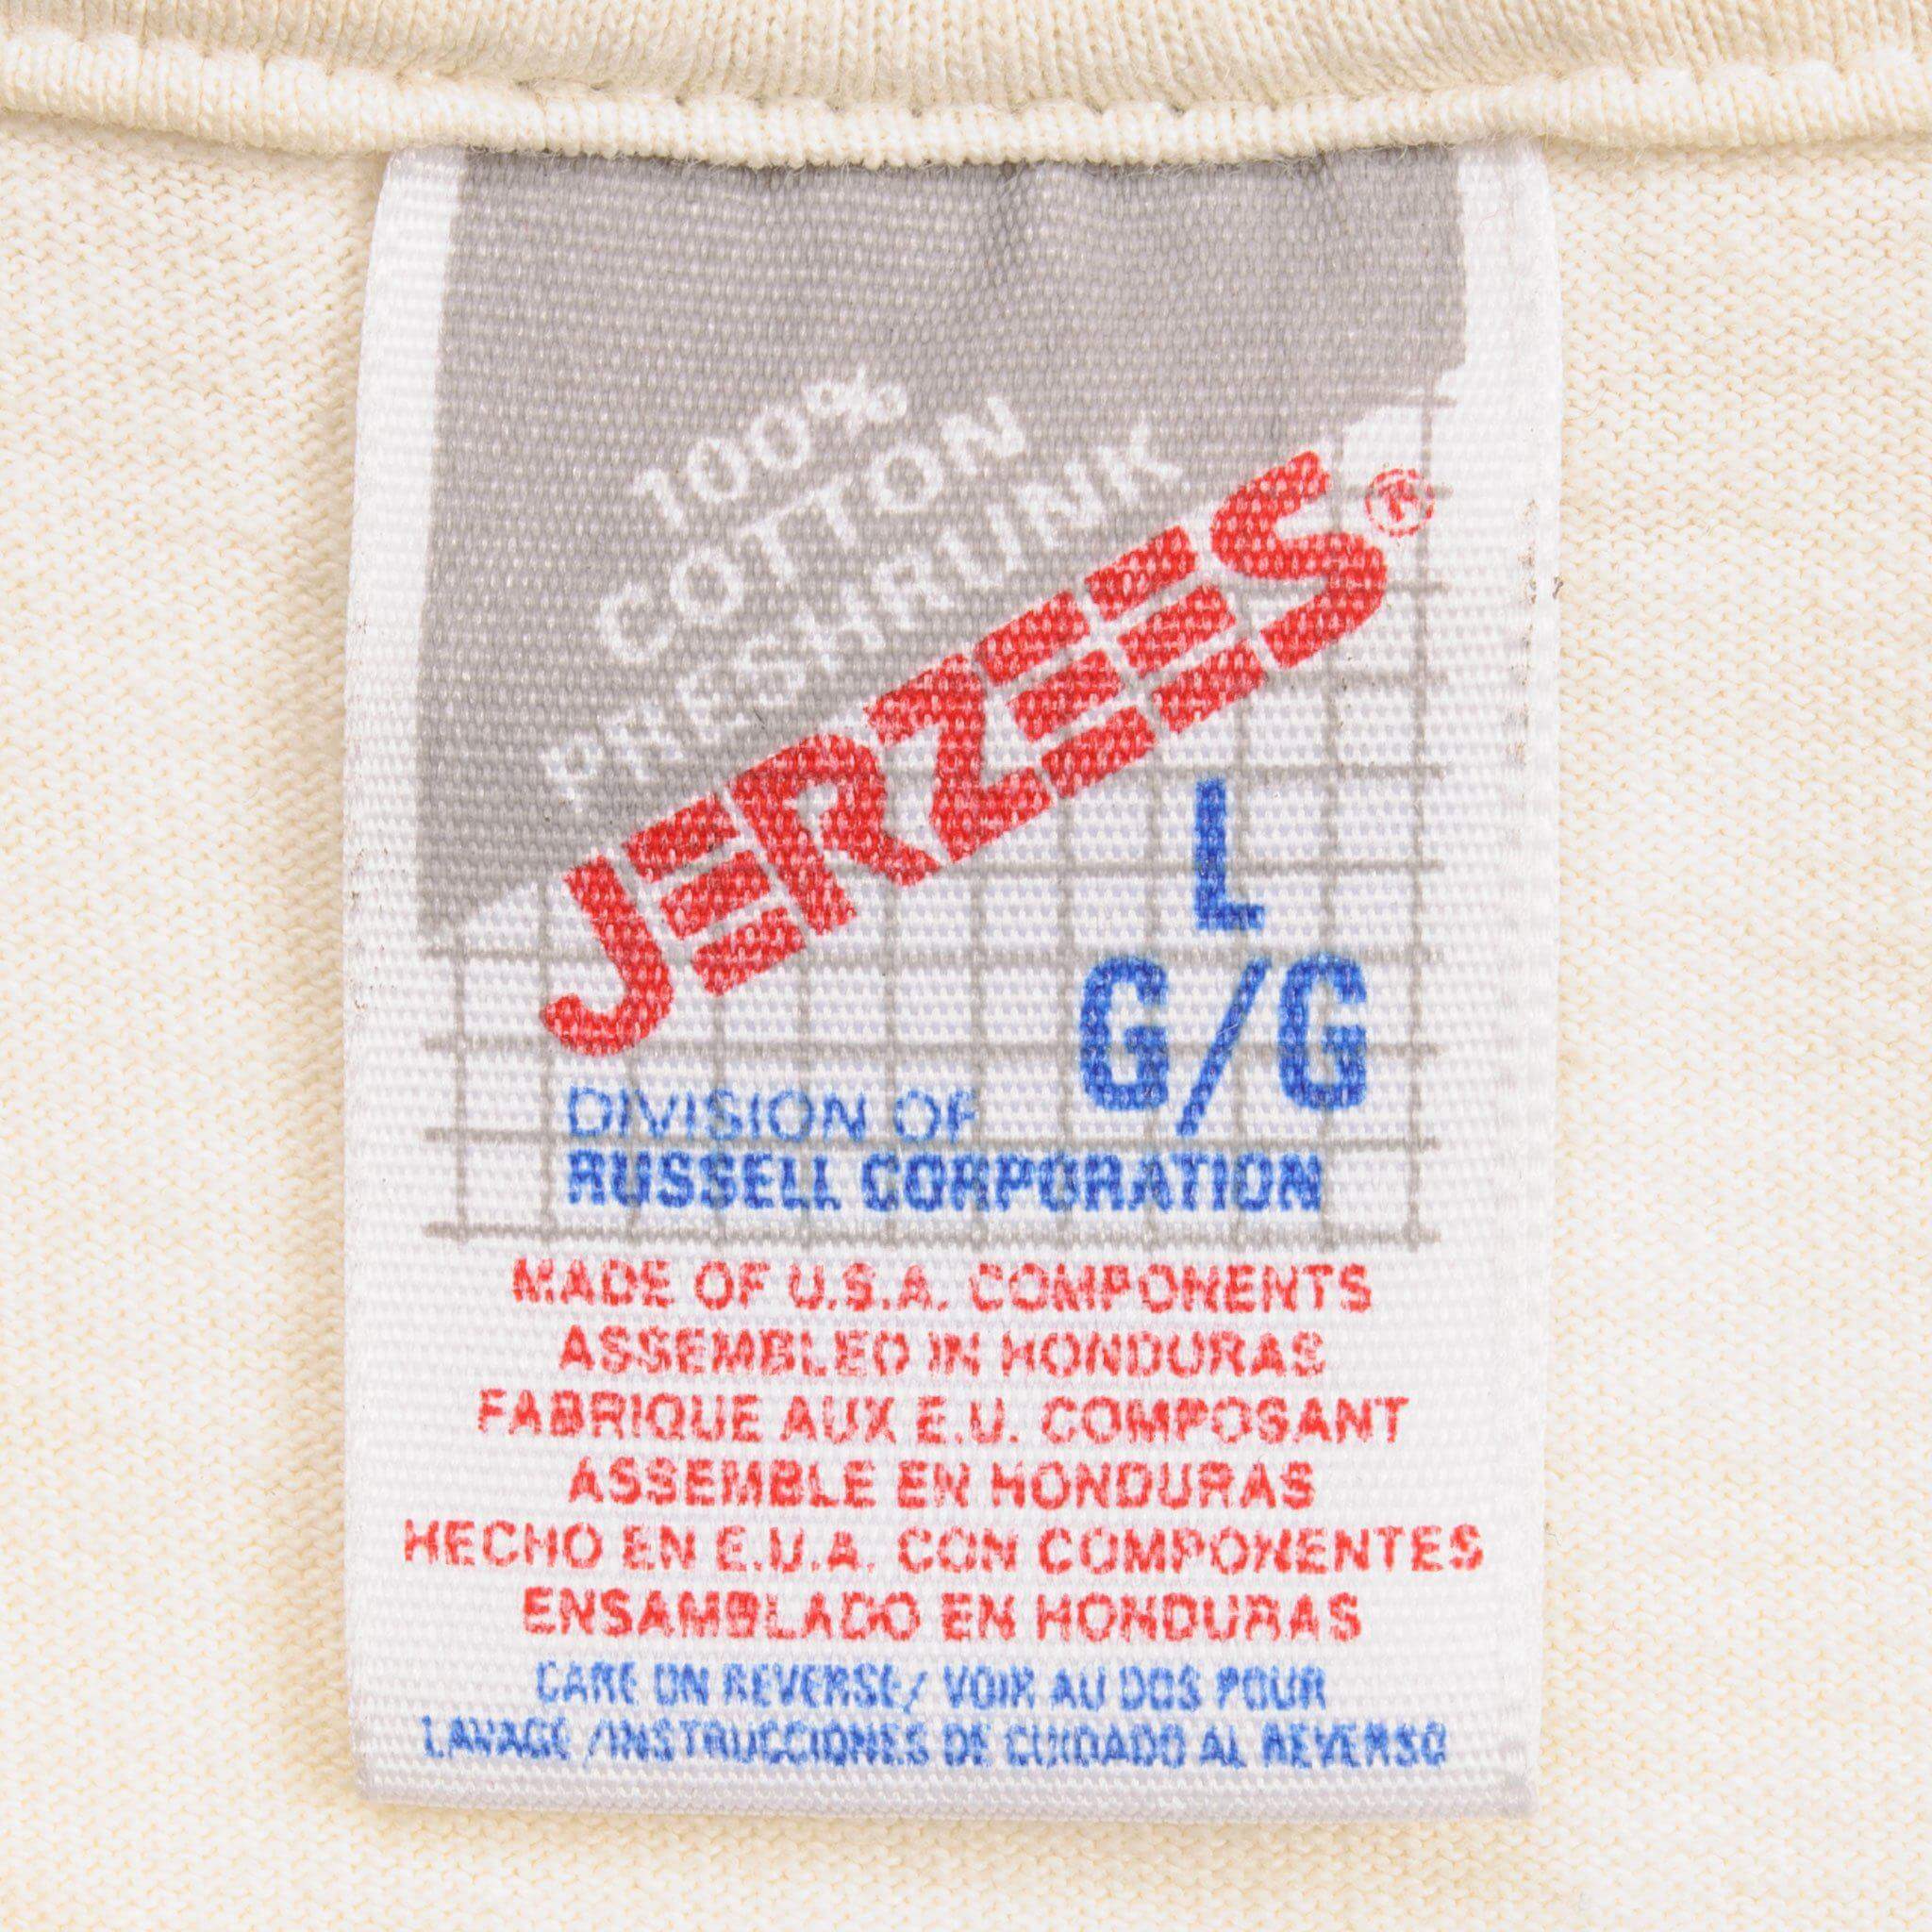 100%
COTTON
PRESHRUNK
JERZEES®
L
G/G
DIVISION OF
RUSSELL CORPORATION
MADE OF U.S.A. COMPONENTS
ASSEMBLED IN HONDURAS
FABRIQUE AUX E.U. COMPOSANT
ASSEMBLE EN HONDURAS
HECHO EN E.U.A. CON COMPONENTES
ENSAMBLADO EN HONDURAS
CARE ON REVERSE/ VOIR AU DOS POUR
LAVAGE /INSTRUCCIONES DE CUIDADO AL REVERSO